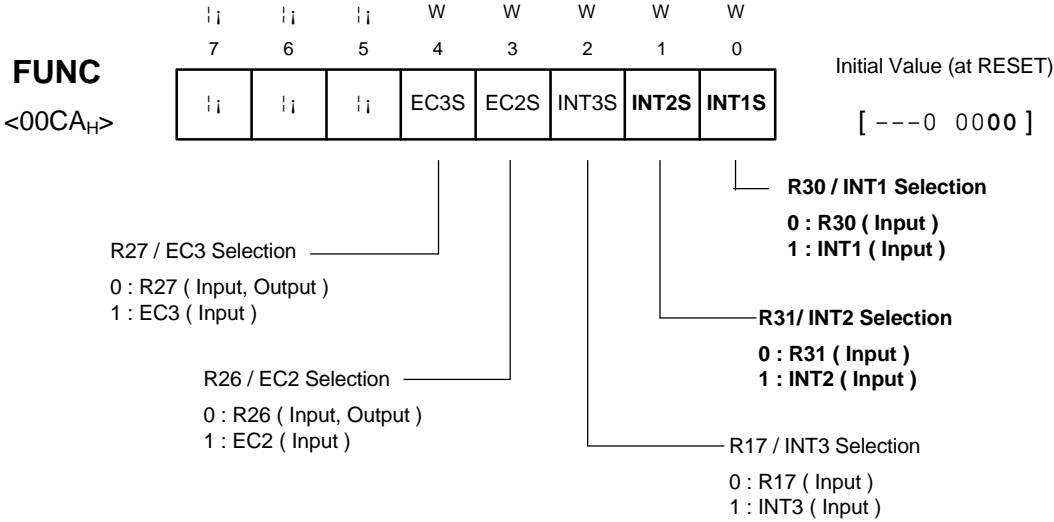 ¦¡ ¦¡ ¦¡ W W W W W
7 6 5 4 3 2 1 0
FUNC
<00CAH>
¦¡ ¦¡ ¦¡ EC3S EC2S INT3S INT2S INT1S
Initial Value (at RESET)
[ ---0 0000 ]
R30 / INT1 Selection
0 : R30 ( Input )
1 : INT1 ( Input )
R27 / EC3 Selection
0 : R27 ( Input, Output )
1 : EC3 ( Input )
R31/ INT2 Selection
0 : R31 ( Input )
1 : INT2 ( Input )
R26 / EC2 Selection
0 : R26 ( Input, Output )
1 : EC2 ( Input )
R17 / INT3 Selection
0 : R17 ( Input )
1 : INT3 ( Input )